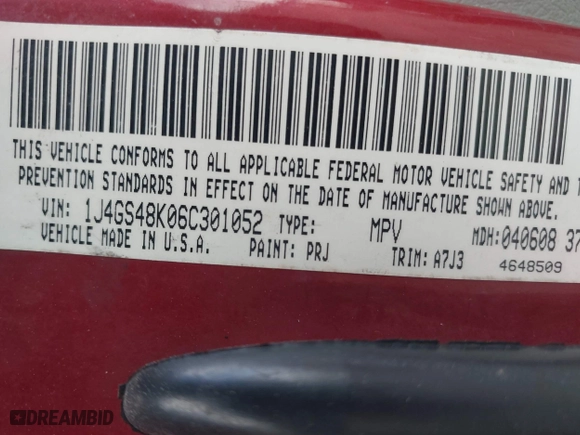 THIS VEHICLE CONFORMS TO ALL APPLICABLE FEDERAL MOTOR VEHICLE SAFETY AND
PREVENTION STANDARDS IN EFFECT ON THE DATE OF MANUFACTURE SHOWN ABOVE.
VIN: 1J4GS48K06C301052 TYPE: MPV MDH: 040608 37
VEHICLE MADE IN U.S.A. PAINT: PRJ TRIM: A7J3 4648509
DREAMBID